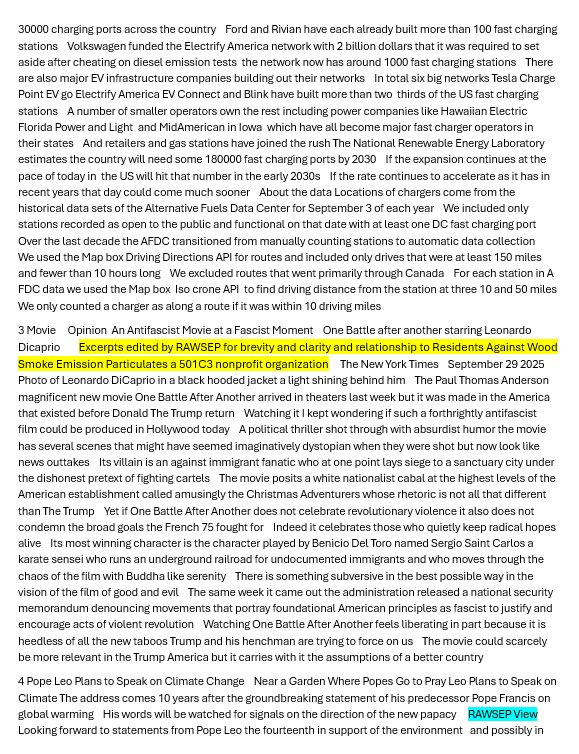 30000 charging ports across the country Ford and Rivian have each already built more than 100 fast charging
stations Volkswagen funded the Electrify America network with 2 billion dollars that it was required to set
aside after cheating on diesel emission tests the network now has around 1000 fast charging stations There
are also major EV infrastructure companies building out their networks In total six big networks Tesla Charge
Point EV go Electrify America EV Connect and Blink have built more than two thirds of the US fast charging
stations A number of smaller operators own the rest including power companies like Hawaiian Electric
Florida Power and Light and MidAmerican in Iowa which have all become major fast charger operators in
their states And retailers and gas stations have joined the rush The National Renewable Energy Laboratory
estimates the country will need some 180000 fast charging ports by 2030 If the expansion continues at the
pace of today in the US will hit that number in the early 2030s If the rate continues to accelerate as it has in
recent years that day could come much sooner About the data Locations of chargers come from the
historical data sets of the Alternative Fuels Data Center for September 3 of each year We included only
stations recorded as open to the public and functional on that date with at least one DC fast charging port
Over the last decade the AFDC transitioned from manually counting stations to automatic data collection
We used the Map box Driving Directions API for routes and included only drives that were at least 150 miles
and fewer than 10 hours long We excluded routes that went primarily through Canada For each station in A
FDC data we used the Map box Iso crone API to find driving distance from the station at three 10 and 50 miles
We only counted a charger as along a route if it was within 10 driving miles
3 Movie Opinion An Antifascist Movie at a Fascist Moment One Battle after another starring Leonardo
Dicaprio Excerpts edited by RAWSEP for brevity and clarity and relationship to Residents Against Wood
Smoke Emission Particulates a 501C3 nonprofit organization The New York Times September 29 2025
Photo of Leonardo DiCaprio in a black hooded jacket a light shining behind him The Paul Thomas Anderson
magnificent new movie One Battle After Another arrived in theaters last week but it was made in the America
that existed before Donald The Trump return Watching it I kept wondering if such a forthrightly antifascist
film could be produced in Hollywood today A political thriller shot through with absurdist humor the movie
has several scenes that might have seemed imaginatively dystopian when they were shot but now look like
news outtakes Its villain is an against immigrant fanatic who at one point lays siege to a sanctuary city under
the dishonest pretext of fighting cartels The movie posits a white nationalist cabal at the highest levels of the
American establishment called amusingly the Christmas Adventurers whose rhetoric is not all that different
than The Trump Yet if One Battle After Another does not celebrate revolutionary violence it also does not
condemn the broad goals the French 75 fought for Indeed it celebrates those who quietly keep radical hopes
alive Its most winning character is the character played by Benicio Del Toro named Sergio Saint Carlos a
karate sensei who runs an underground railroad for undocumented immigrants and who moves through the
chaos of the film with Buddha like serenity There is something subversive in the best possible way in the
vision of the film of good and evil The same week it came out the administration released a national security
memorandum denouncing movements that portray foundational American principles as fascist to justify and
encourage acts of violent revolution Watching One Battle After Another feels liberating in part because it is
heedless of all the new taboos Trump and his henchman are trying to force on us The movie could scarcely
be more relevant in the Trump America but it carries with it the assumptions of a better country
4 Pope Leo Plans to Speak on Climate Change Near a Garden Where Popes Go to Pray Leo Plans to Speak on
Climate The address comes 10 years after the groundbreaking statement of his predecessor Pope Francis on
global warming His words will be watched for signals on the direction of the new papacy RAWSEP View
Looking forward to statements from Pope Leo the fourteenth in support of the environment and possibly in